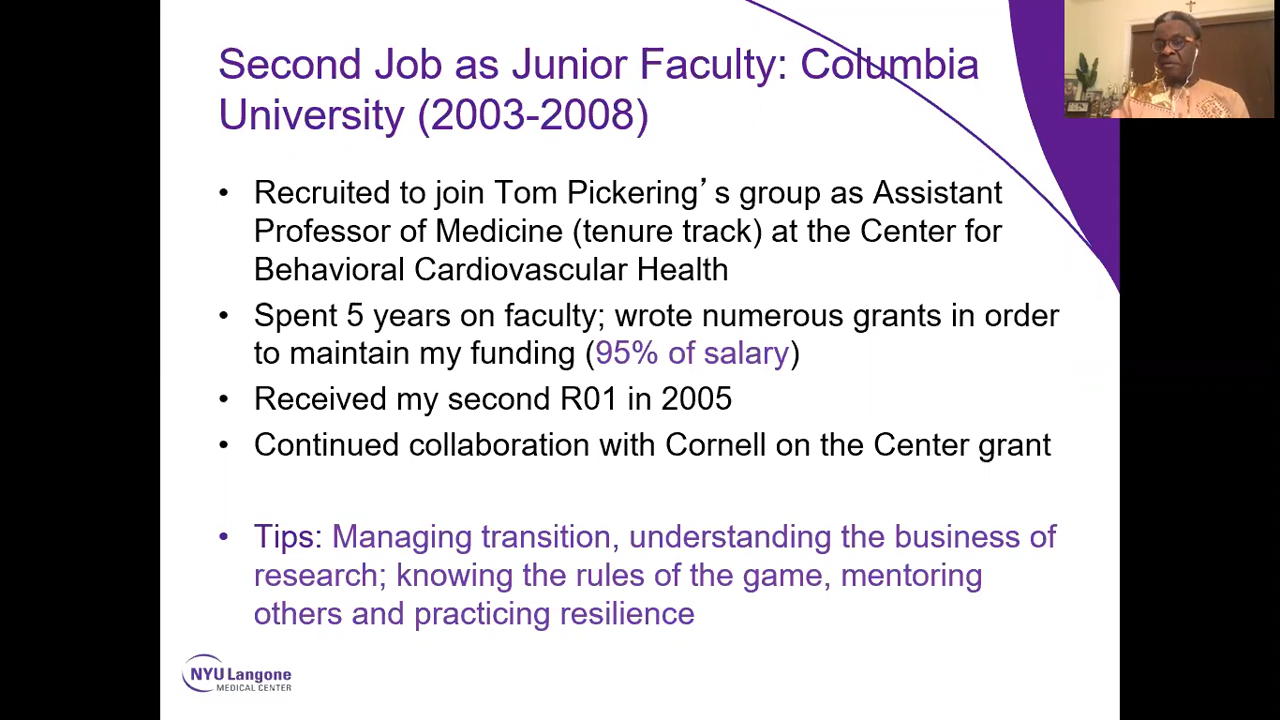 Second Job as Junior Faculty: Columbia
University (2003-2008)
• Recruited to join Tom Pickering’s group as Assistant
Professor of Medicine (tenure track) at the Center for
Behavioral Cardiovascular Health
• Spent 5 years on faculty; wrote numerous grants in order
to maintain my funding (95% of salary)
• Received my second R01 in 2005
• Continued collaboration with Cornell on the Center grant
• Tips: Managing transition, understanding the business of
research; knowing the rules of the game, mentoring
others and practicing resilience
NYU Langone
MEDICAL CENTER